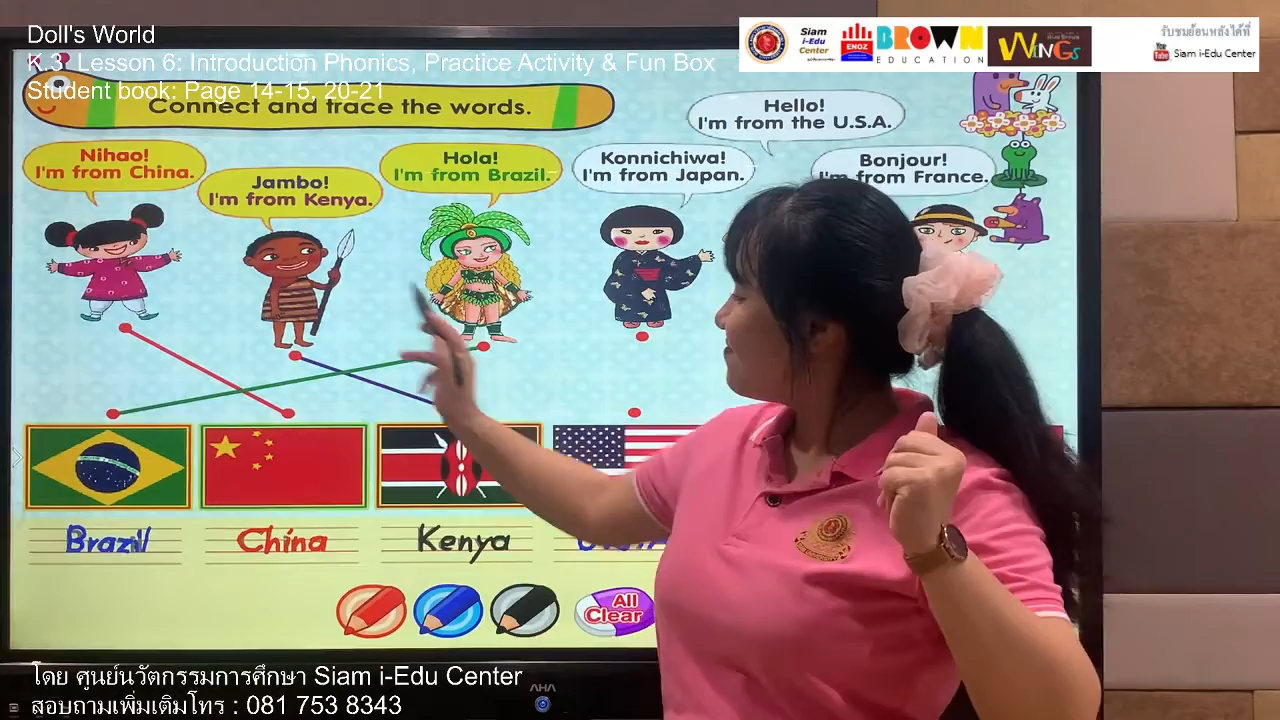 Doll's World
K.3: Lesson 6: Introduction Phonics, Practice Activity & Fun Box
Student book: Page 14-15, 20-21
Siam
i-Edu
Center
ENOZ
BROWN
EDUCATION
WiNGS
รับชมย้อนหลังได้ที่
You
Tube
Siam i-Edu Center
Connect and trace the words.
Hello!
I'm from the U.S.A.
Nihao!
I'm from China.
Jambo!
I'm from Kenya.
Hola!
I'm from Brazil.
Konnichiwa!
I'm from Japan.
Bonjour!
I'm from France.
Brazil
China
Kenya
All
Clear
โดย ศูนย์นวัตกรรมการศึกษา Siam i-Edu Center
สอบถามเพิ่มเติมโทร : 081 753 8343
AHA